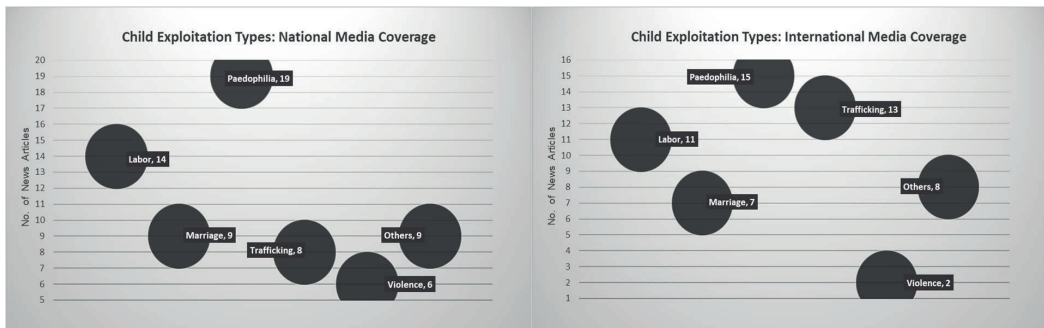 Child Exploitation Types: National Media Coverage
No. of News Articles
20
19
18
17
16
15
14
13
12
11
10
9
8
7
6
5
Paedophilia, 19
Labor, 14
Marriage, 9
Trafficking, 8
Others, 9
Violence, 6
Child Exploitation Types: International Media Coverage
No. of News Articles
16
15
14
13
12
11
10
9
8
7
6
5
4
3
2
1
Paedophilia, 15
Trafficking, 13
Labor, 11
Marriage, 7
Others, 8
Violence, 2